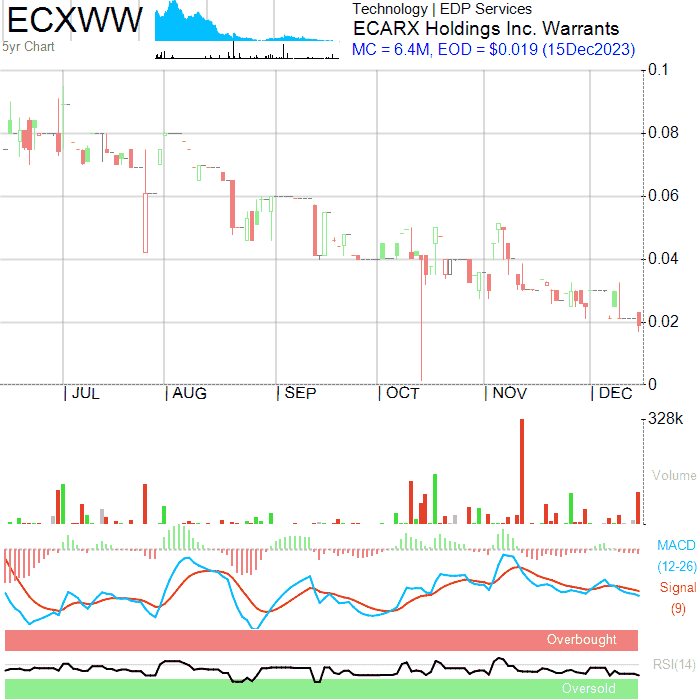 ECXWW
5yr Chart
Technology | EDP Services
ECARX Holdings Inc. Warrants
MC = 6.4M, EOD = $0.019 (15Dec2023)
0.1
0.08
0.06
0.04
0.02
0
| JUL | AUG | SEP | OCT | NOV | DEC
328k
Volume
MACD
(12-26)
Signal
(9)
Overbought
RSI(14)
Oversold